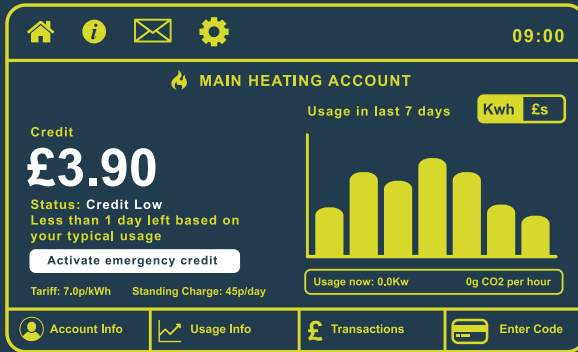 09:00
MAIN HEATING ACCOUNT
Usage in last 7 days
Kwh £s
Credit
£3.90
Status: Credit Low
Less than 1 day left based on
your typical usage
Activate emergency credit
Tariff: 7.0p/kWh Standing Charge: 45p/day
Usage now: 0,0Kw 0g CO2 per hour
Account Info
Usage Info
£ Transactions
Enter Code